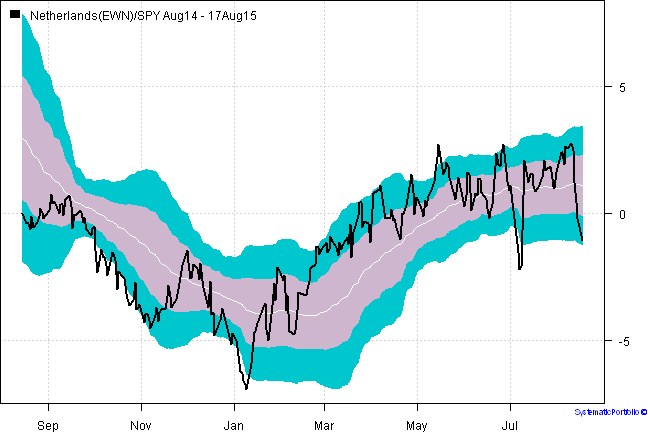 Netherlands(EWN)/SPY Aug14 - 17Aug15
5
0
-5
Sep Nov Jan Mar May Jul
SystematicPortfolio ©